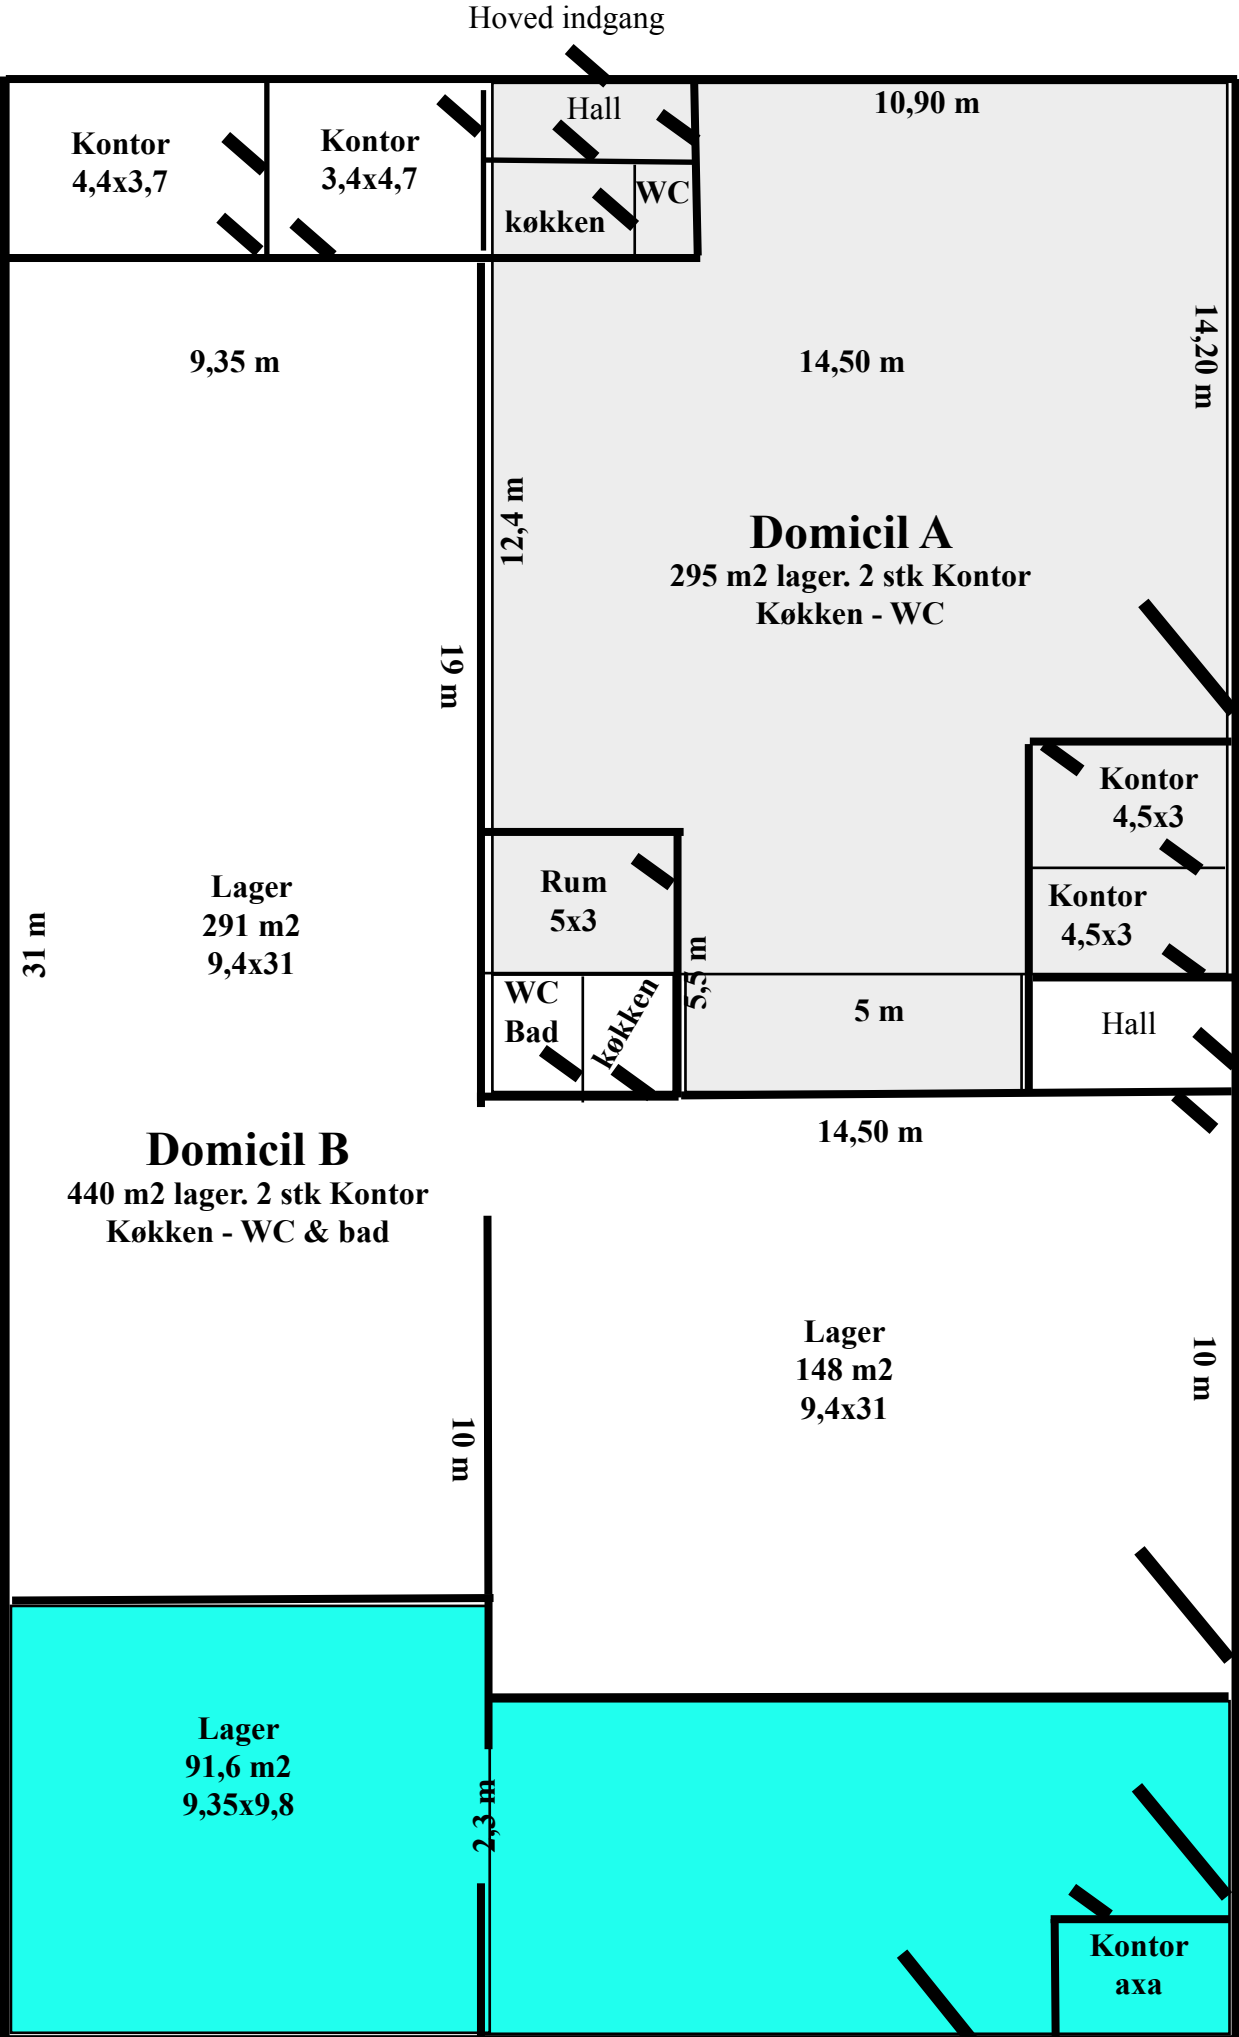 Hoved indgang
Hall
10,90 m
Kontor
4,4x3,7
Kontor
3,4x4,7
køkken
WC
9,35 m
14,50 m
14,20 m
12,4 m
Domicil A
295 m2 lager. 2 stk Kontor
Køkken - WC
19 m
Kontor
4,5x3
Kontor
4,5x3
Rum
5x3
Lager
291 m2
9,4x31
31 m
5,5 m
WC
Bad
køkken
5 m
Hall
14,50 m
Domicil B
440 m2 lager. 2 stk Kontor
Køkken - WC & bad
Lager
148 m2
9,4x31
10 m
10 m
Lager
91,6 m2
9,35x9,8
2,3 m
Kontor
axa